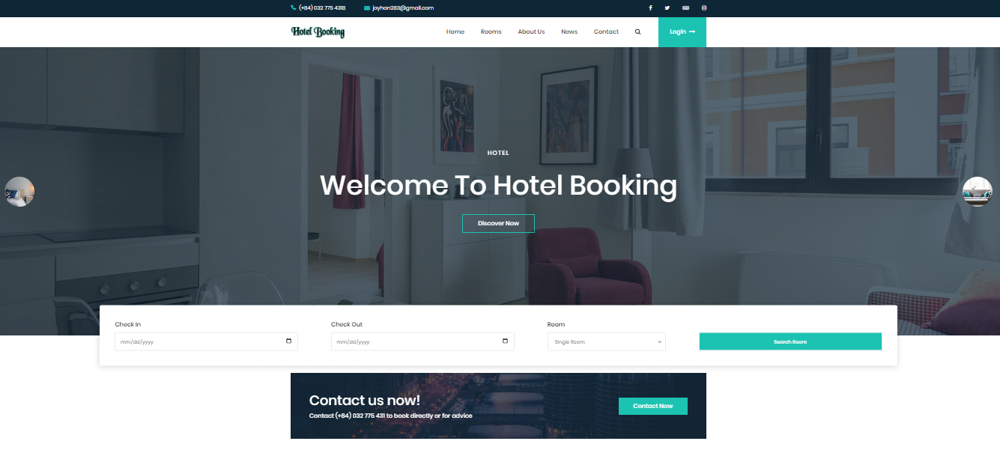 (+84) 032 775 4318 joyhan283@gmail.com
Hotel Booking Home Rooms About Us News Contact Login
HOTEL
Welcome To Hotel Booking
Discover Now
Check In Check Out Room
mm/dd/yyyy mm/dd/yyyy Single Room Search Room
Contact us now!
Contact (+84) 032 775 431 to book directly or for advice
Contact Now